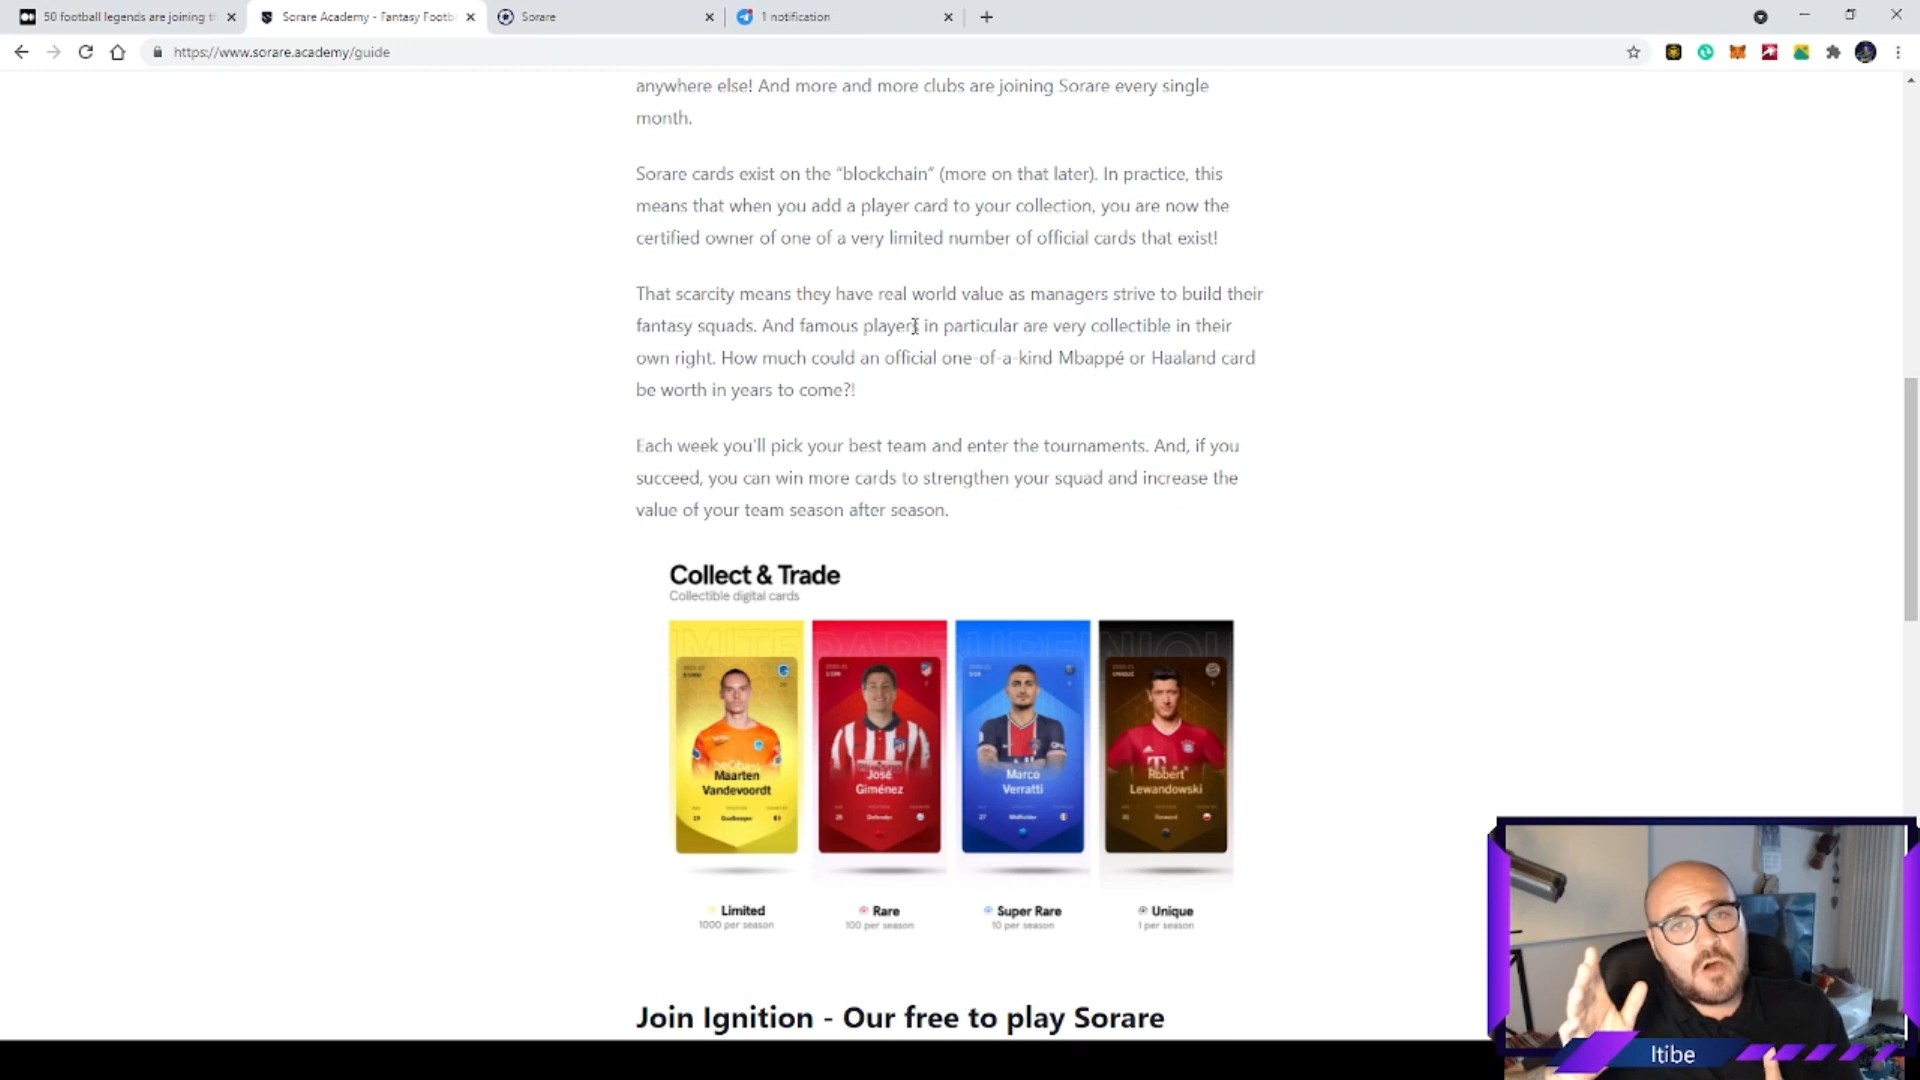 50 football legends are joining t
Sorare Academy - Fantasy Footb
Sorare
1 notification
https://www.sorare.academy/guide
anywhere else! And more and more clubs are joining Sorare every single
month.
Sorare cards exist on the “blockchain” (more on that later). In practice, this
means that when you add a player card to your collection, you are now the
certified owner of one of a very limited number of official cards that exist!
That scarcity means they have real world value as managers strive to build their
fantasy squads. And famous players in particular are very collectible in their
own right. How much could an official one-of-a-kind Mbappé or Haaland card
be worth in years to come?!
Each week you'll pick your best team and enter the tournaments. And, if you
succeed, you can win more cards to strengthen your squad and increase the
value of your team season after season.
Collect & Trade
Collectible digital cards
Maarten Vandevoordt
19 Goalkeeper
José Giménez
Defender
Marco Verratti
27 Midfielder
Robert Lewandowski
Forward
Limited
1000 per season
Rare
100 per season
Super Rare
10 per season
Unique
1 per season
Join Ignition - Our free to play Sorare
Itibe